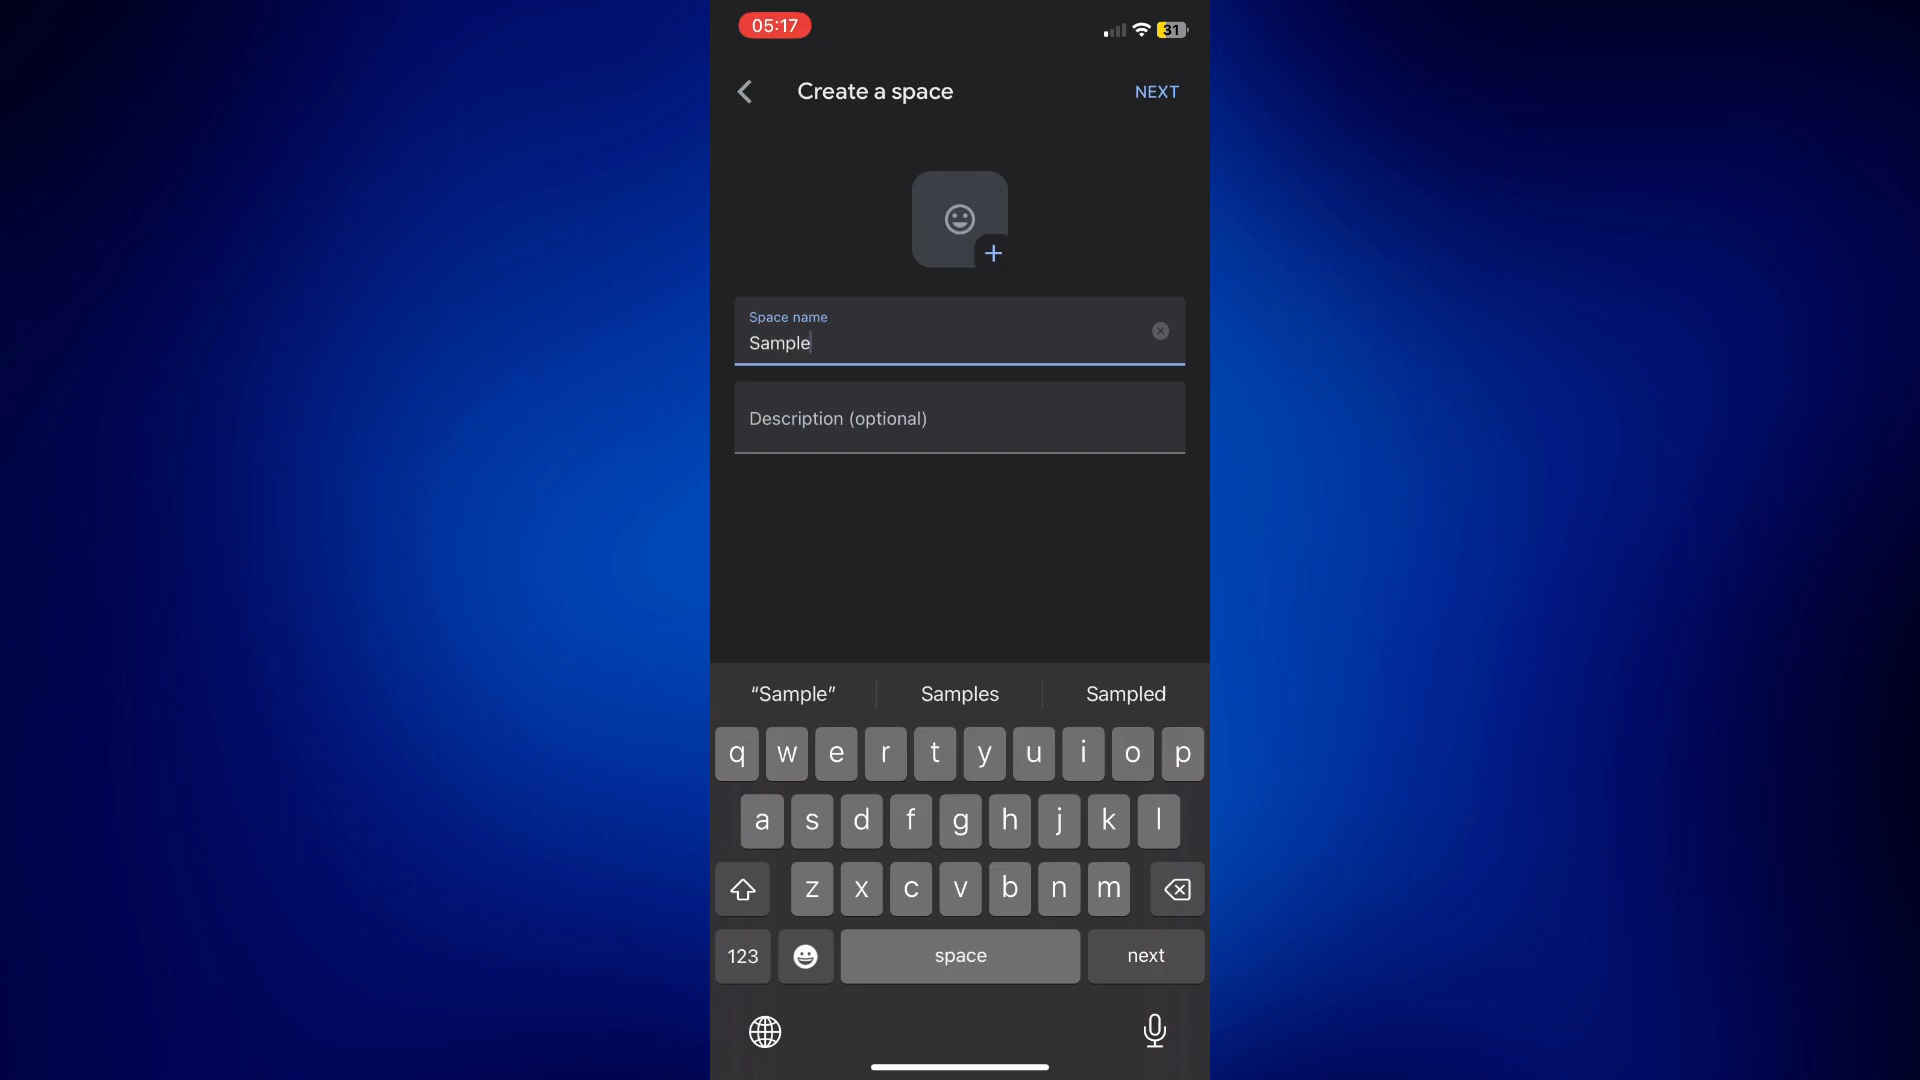 05:17
31
Create a space
NEXT
Space name
Sample
Description (optional)
“Sample”
Samples
Sampled
q w e r t y u i o p
a s d f g h j k l
z x c v b n m
123
space
next